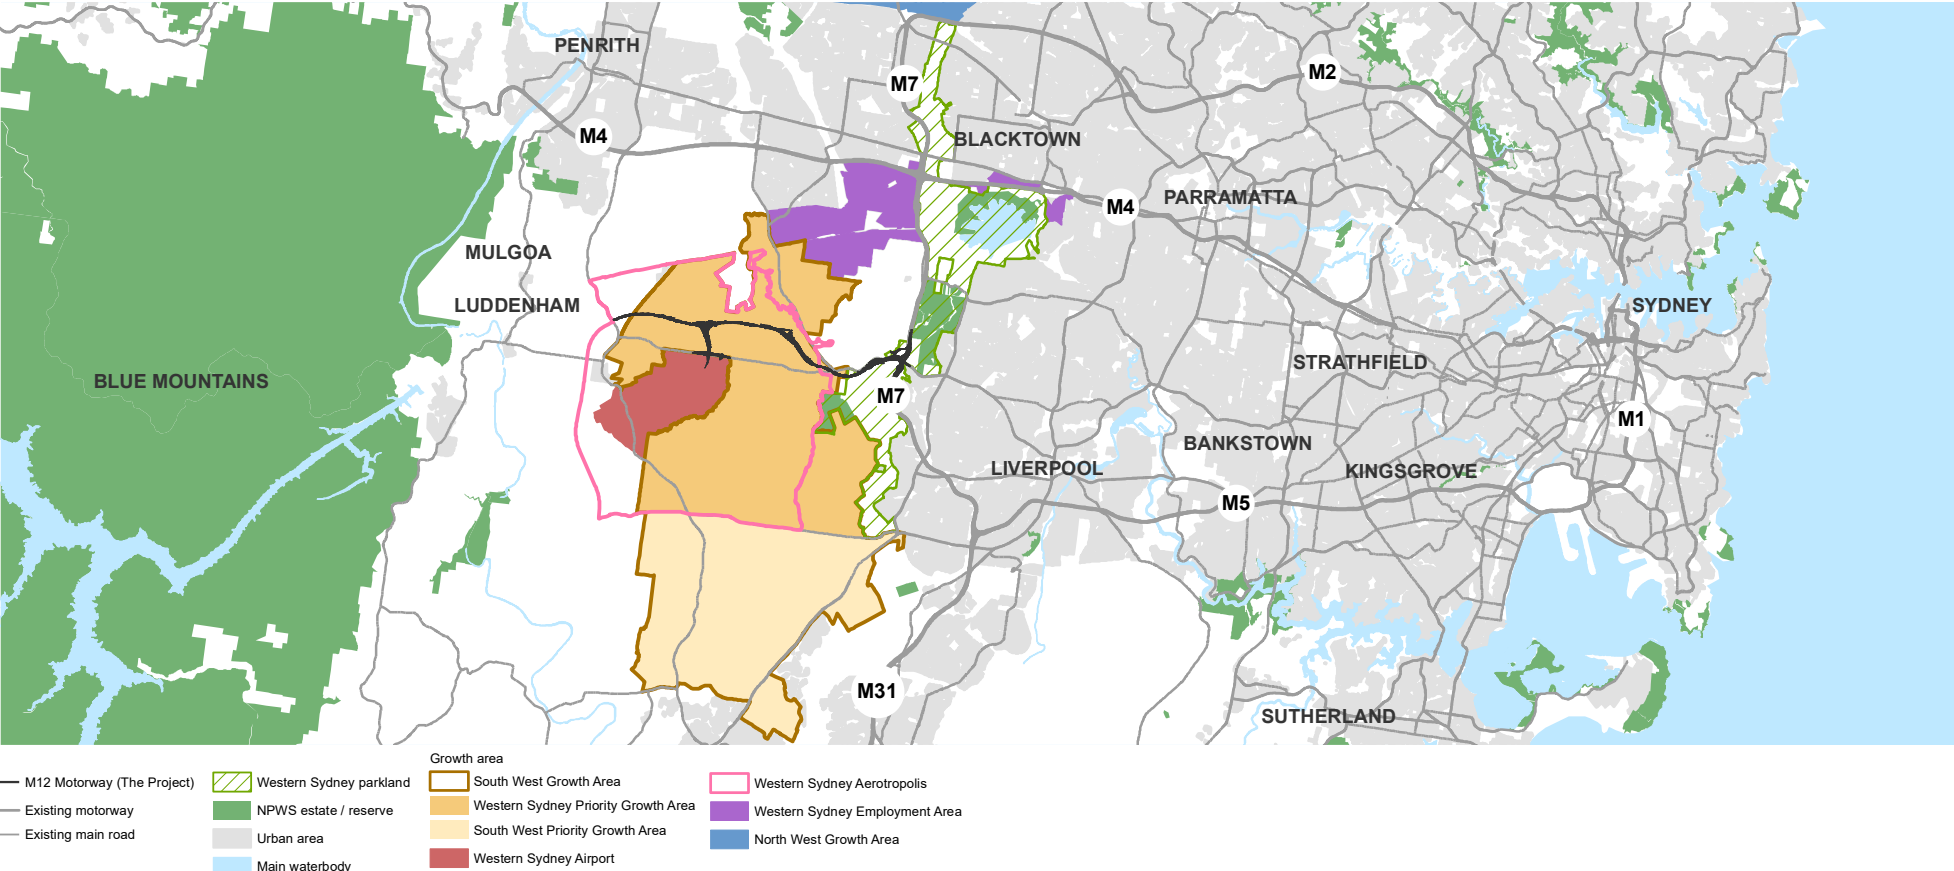 PENRITH
M7
M2
M4
BLACKTOWN
PARRAMATTA
M4
MULGOA
LUDDENHAM
SYDNEY
STRATHFIELD
BLUE MOUNTAINS
M7
M1
BANKSTOWN
LIVERPOOL
KINGSGROVE
M5
M31
SUTHERLAND
Growth area
M12 Motorway (The Project)
Existing motorway
Existing main road
Western Sydney parkland
NPWS estate / reserve
Urban area
Main waterbody
South West Growth Area
Western Sydney Priority Growth Area
South West Priority Growth Area
Western Sydney Airport
Western Sydney Aerotropolis
Western Sydney Employment Area
North West Growth Area